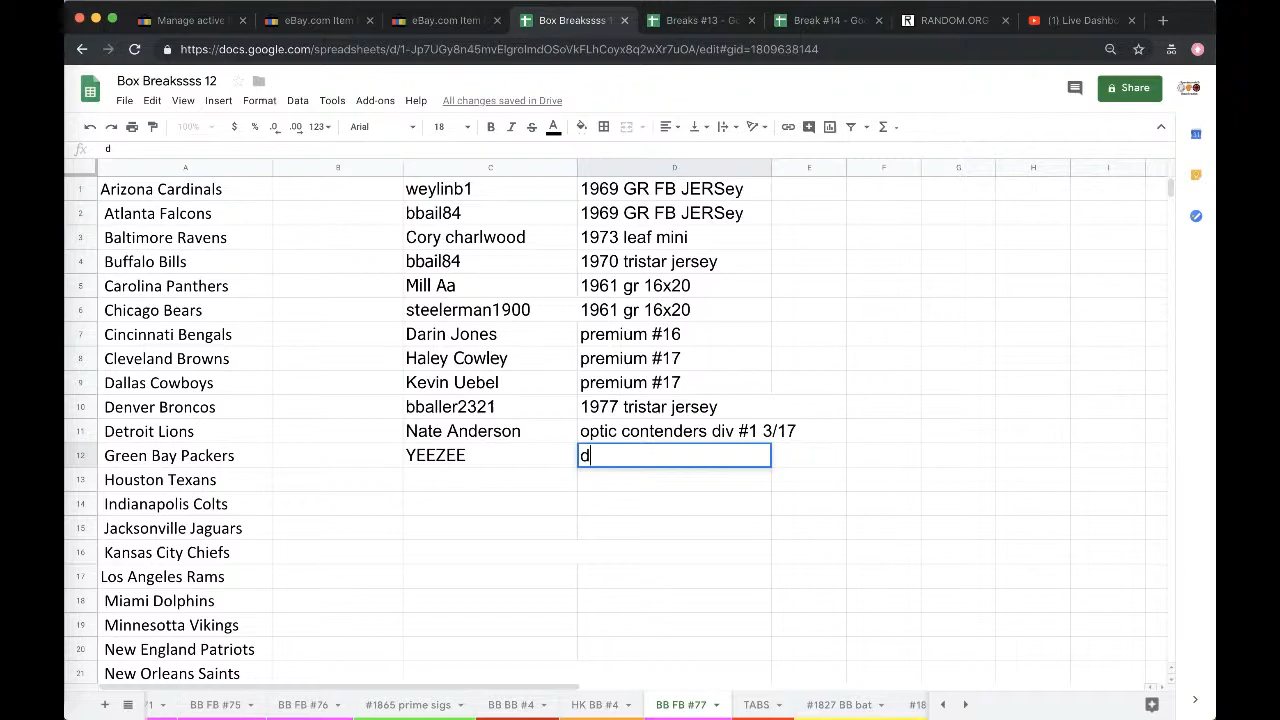 Manage active l
eBay.com Item l
eBay.com Item l
Box Breakssss 1
Breaks #13 - Go
Break #14 - Goo
RANDOM.ORG
(1) Live Dashbo
https://docs.google.com/spreadsheets/d/1-Jp7UGy8n45mvElgroImdOSoVkFLhCoyx8q2wXr7uOA/edit#gid=1809638144
Box Breakssss 12
File Edit View Insert Format Data Tools Add-ons Help All changes saved in Drive
Share
100% $ % .0 .00 123 Arial 18 B I S A
fx d
A B C D E F G H I
1 Arizona Cardinals weylinb1 1969 GR FB JERSey
2 Atlanta Falcons bbail84 1969 GR FB JERSey
3 Baltimore Ravens Cory charlwood 1973 leaf mini
4 Buffalo Bills bbail84 1970 tristar jersey
5 Carolina Panthers Mill Aa 1961 gr 16x20
6 Chicago Bears steelerman1900 1961 gr 16x20
7 Cincinnati Bengals Darin Jones premium #16
8 Cleveland Browns Haley Cowley premium #17
9 Dallas Cowboys Kevin Uebel premium #17
10 Denver Broncos bballer2321 1977 tristar jersey
11 Detroit Lions Nate Anderson optic contenders div #1 3/17
12 Green Bay Packers YEEZEE d
13 Houston Texans
14 Indianapolis Colts
15 Jacksonville Jaguars
16 Kansas City Chiefs
17 Los Angeles Rams
18 Miami Dolphins
19 Minnesotta Vikings
20 New England Patriots
21 New Orleans Saints
71 BB FB #75 BB FB #76 #1865 prime sigs BB BB #4 HK BB #4 BB FB #77 TABS #1827 BB bat #18